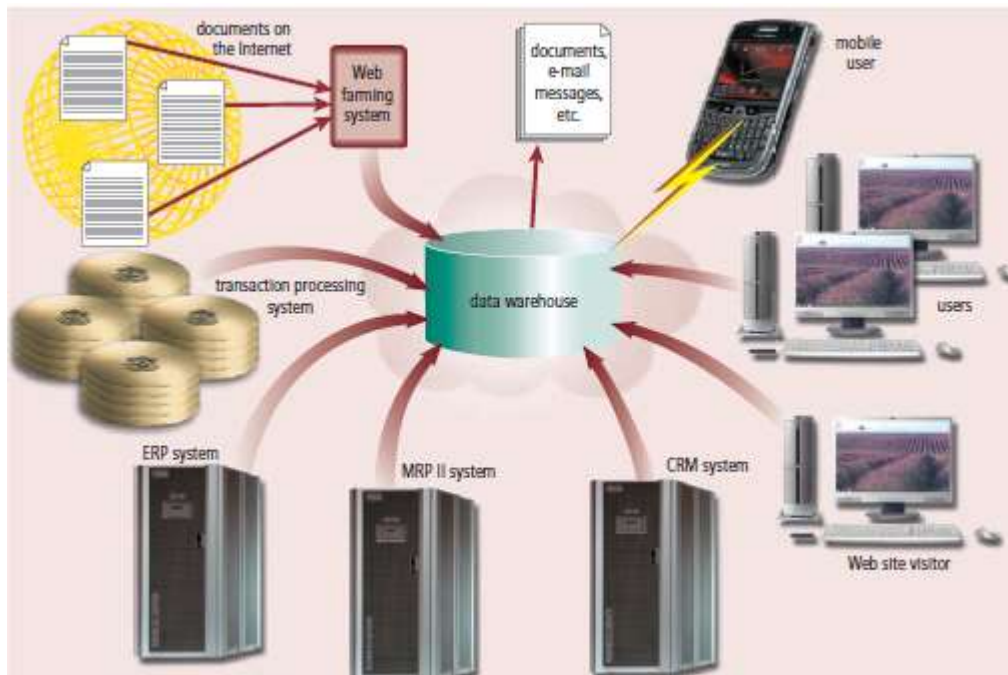 documents on
the Internet
Web
farming
system
documents,
e-mail
messages,
etc.
mobile
user
transaction processing
system
data warehouse
users
ERP system
MRP II system
CRM system
Web site visitor